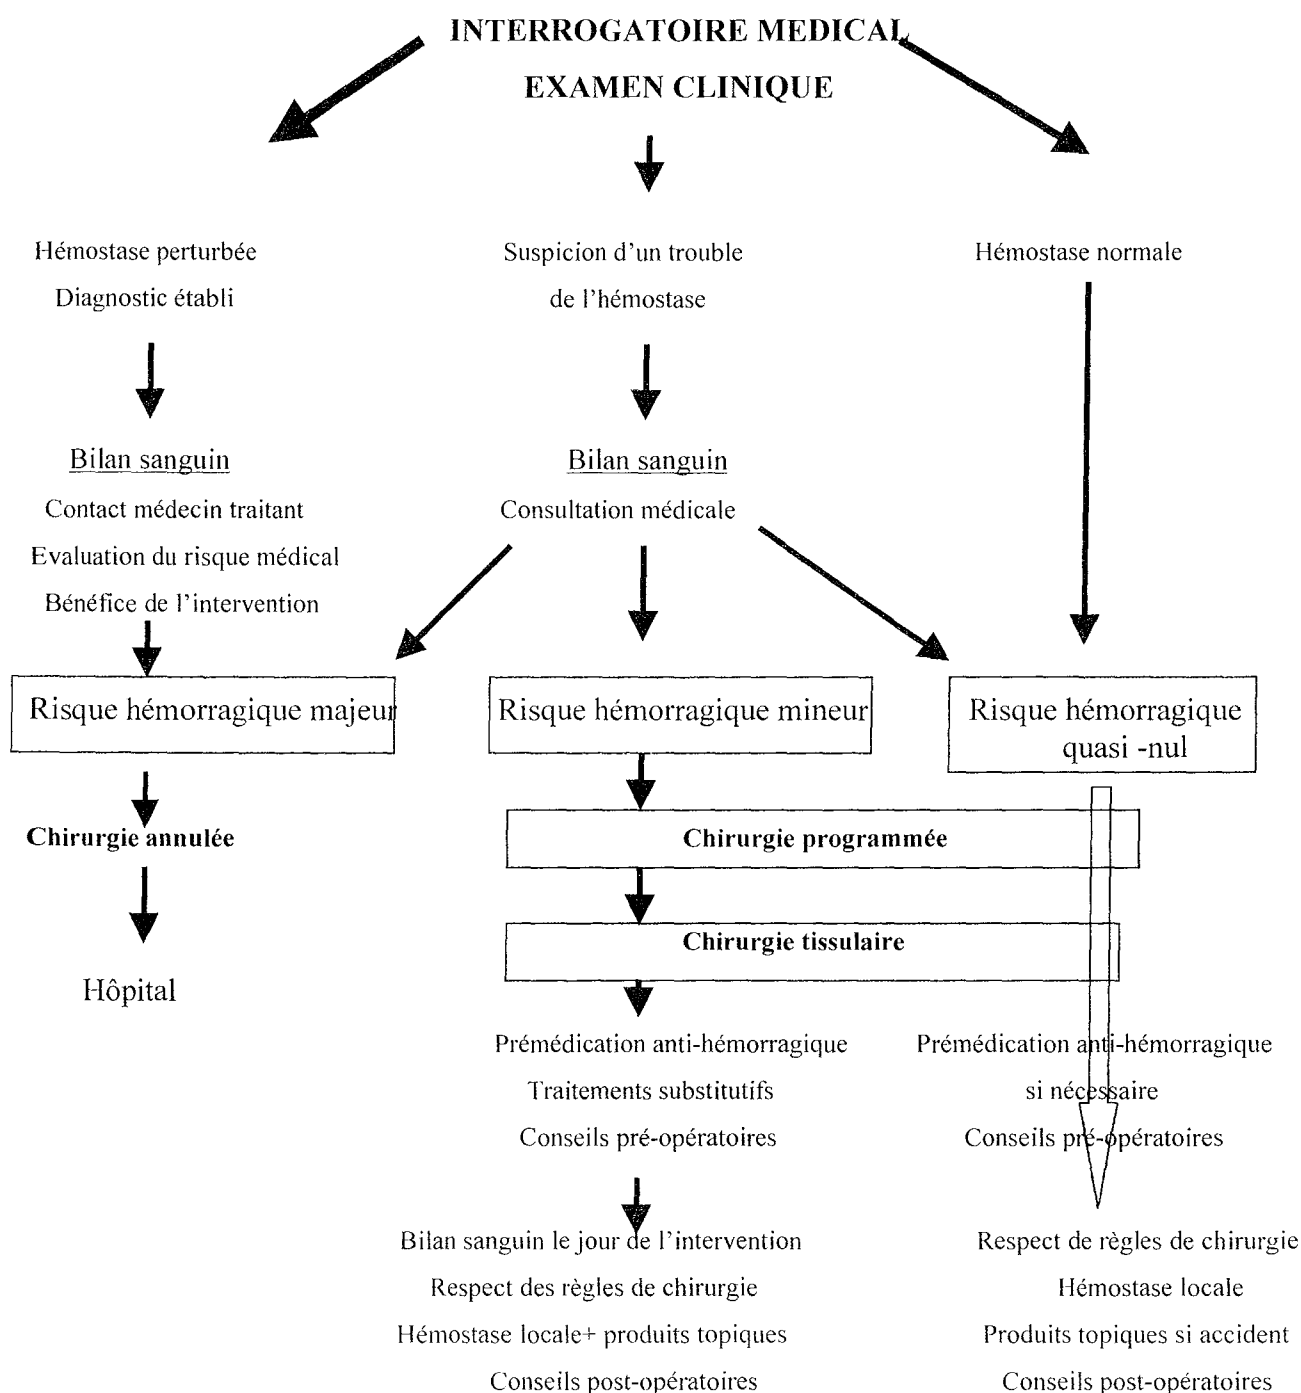 INTERROGATOIRE MEDICAL
EXAMEN CLINIQUE
Hémostase perturbée
Diagnostic établi
Suspicion d'un trouble
de l'hémostase
Hémostase normale
Bilan sanguin
Contact médecin traitant
Evaluation du risque médical
Bénéfice de l'intervention
Bilan sanguin
Consultation médicale
Risque hémorragique majeur
Risque hémorragique mineur
Risque hémorragique
quasi -nul
Chirurgie annulée
Hôpital
Chirurgie programmée
Chirurgie tissulaire
Prémédication anti-hémorragique
Traitements substitutifs
Conseils pré-opératoires
Prémédication anti-hémorragique
si nécessaire
Conseils pré-opératoires
Bilan sanguin le jour de l'intervention
Respect des règles de chirurgie
Hémostase locale+ produits topiques
Conseils post-opératoires
Respect de règles de chirurgie
Hémostase locale
Produits topiques si accident
Conseils post-opératoires